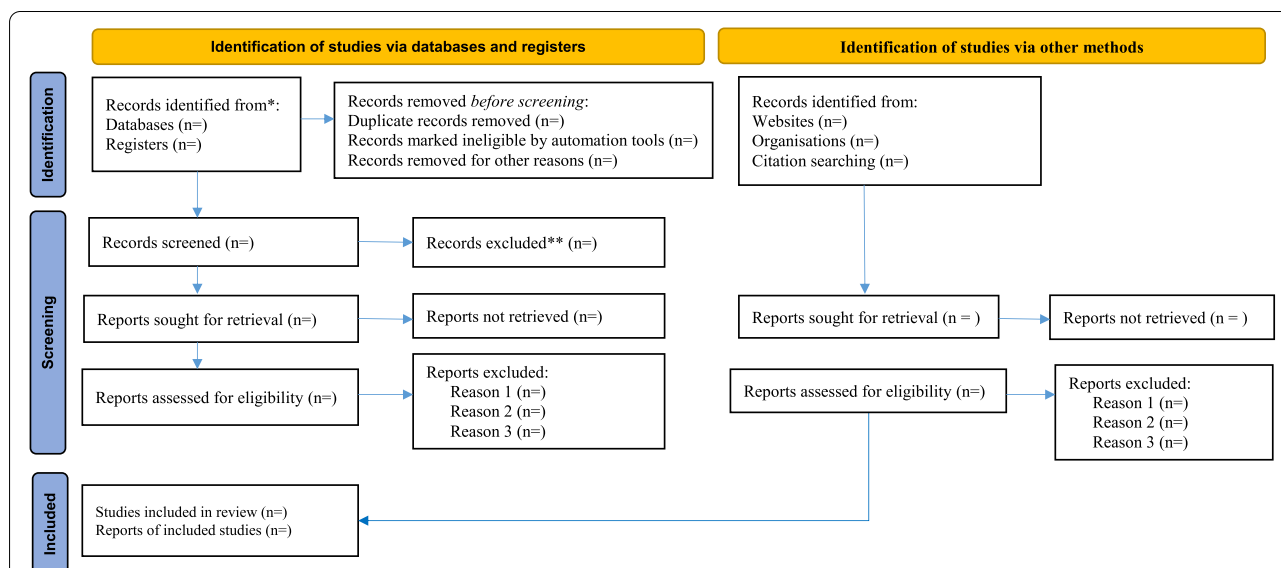 Identification of studies via databases and registers
Identification of studies via other methods
Identification
Records identified from*:
Databases (n=)
Registers (n=)
Records removed before screening:
Duplicate records removed (n=)
Records marked ineligible by automation tools (n=)
Records removed for other reasons (n=)
Records identified from:
Websites (n=)
Organisations (n=)
Citation searching (n=)
Screening
Records screened (n=)
Records excluded** (n=)
Reports sought for retrieval (n=)
Reports not retrieved (n=)
Reports sought for retrieval (n = )
Reports not retrieved (n = )
Reports assessed for eligibility (n=)
Reports excluded:
Reason 1 (n=)
Reason 2 (n=)
Reason 3 (n=)
Reports assessed for eligibility (n=)
Reports excluded:
Reason 1 (n=)
Reason 2 (n=)
Reason 3 (n=)
Included
Studies included in review (n=)
Reports of included studies (n=)